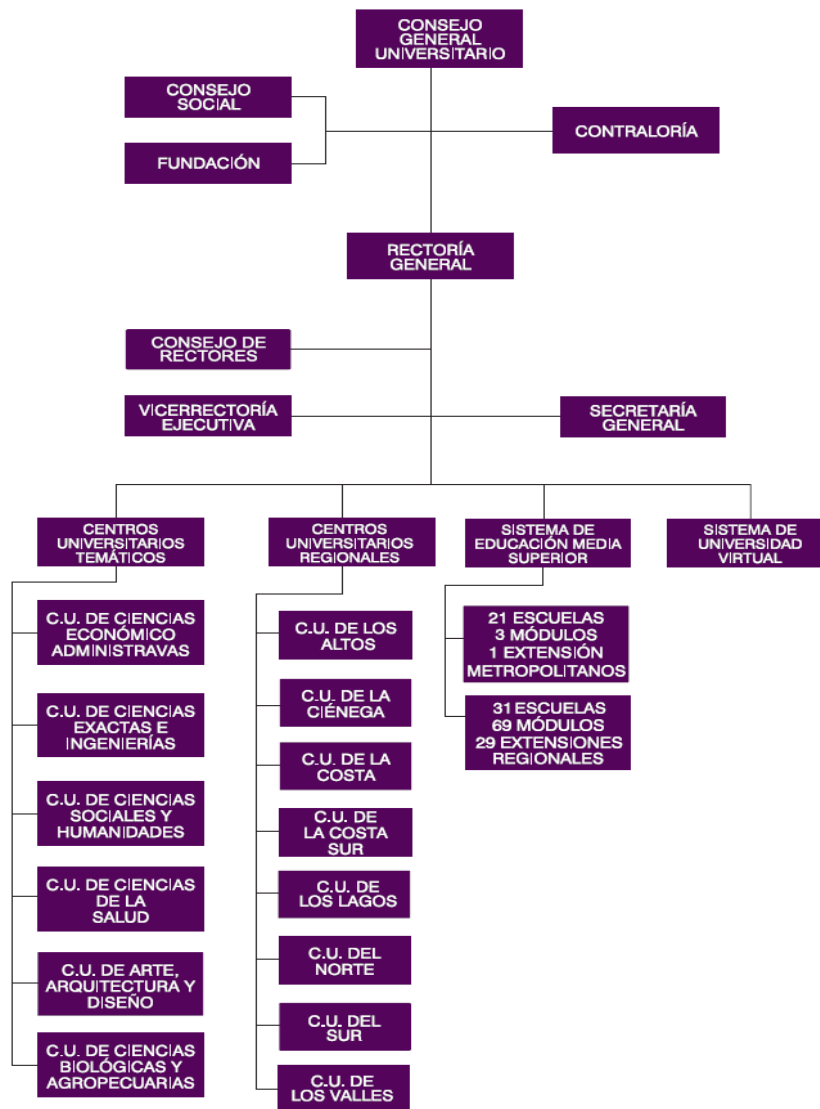 CONSEJO
GENERAL
UNIVERSITARIO
CONSEJO
SOCIAL
CONTRALORÍA
FUNDACIÓN
RECTORÍA
GENERAL
CONSEJO DE
RECTORES
VICERRECTORÍA
EJECUTIVA
SECRETARÍA
GENERAL
CENTROS
UNIVERSITARIOS
TEMÁTICOS
C.U. DE CIENCIAS
ECONÓMICO
ADMINISTRAVAS
C.U. DE CIENCIAS
EXACTAS E
INGENIERÍAS
C.U. DE CIENCIAS
SOCIALES Y
HUMANIDADES
C.U. DE CIENCIAS
DE LA
SALUD
C.U. DE ARTE,
ARQUITECTURA Y
DISEÑO
C.U. DE CIENCIAS
BIOLÓGICAS Y
AGROPECUARIAS
CENTROS
UNIVERSITARIOS
REGIONALES
C.U. DE LOS
ALTOS
C.U. DE LA
CIÉNEGA
C.U. DE LA
COSTA
C.U. DE
LA COSTA
SUR
C.U. DE
LOS LAGOS
C.U. DEL
NORTE
C.U. DEL
SUR
C.U. DE
LOS VALLES
SISTEMA DE
EDUCACIÓN MEDIA
SUPERIOR
21 ESCUELAS
3 MÓDULOS
1 EXTENSIÓN
METROPOLITANOS
31 ESCUELAS
69 MÓDULOS
29 EXTENSIONES
REGIONALES
SISTEMA DE
UNIVERSIDAD
VIRTUAL